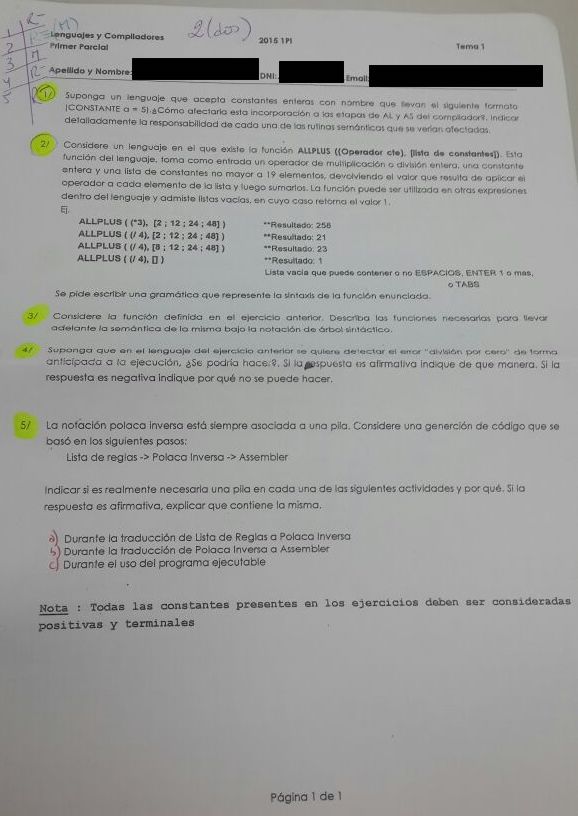 1 R-
2 R=(M)
3 M
4 R-
5 R
2(dos)
Lenguajes y Compiladores
2015 1PI
Tema 1
Primer Parcial
Apellido y Nombre:
DNI:
Email:
1/ Suponga un lenguaje que acepta constantes enteras con nombre que llevan el siguiente formato
(CONSTANTE a = 5).¿Cómo afectaría esta incorporación a las etapas de AL y AS del compilador?. Indicar
detalladamente la responsabilidad de cada una de las rutinas semánticas que se verían afectadas.
2/ Considere un lenguaje en el que existe la función ALLPLUS ((Operador cte), [lista de constantes]). Esta
función del lenguaje, toma como entrada un operador de multiplicación o división entera, una constante
entera y una lista de constantes no mayor a 19 elementos, devolviendo el valor que resulta de aplicar el
operador a cada elemento de la lista y luego sumarlos. La función puede ser utilizada en otras expresiones
dentro del lenguaje y admite listas vacías, en cuyo caso retorna el valor 1.
Ej.
ALLPLUS ( (*3), [2 ; 12 ; 24 ; 48] ) **Resultado: 258
ALLPLUS ( (/ 4), [2 ; 12 ; 24 ; 48] ) **Resultado: 21
ALLPLUS ( (/ 4), [8 ; 12 ; 24 ; 48] ) **Resultado: 23
ALLPLUS ( (/ 4), [] ) **Resultado: 1
Lista vacía que puede contener o no ESPACIOS, ENTER 1 o mas,
o TABS
Se pide escribir una gramática que represente la sintaxis de la función enunciada.
3/ Considere la función definida en el ejercicio anterior. Describa las funciones necesarias para llevar
adelante la semántica de la misma bajo la notación de árbol sintáctico.
4/ Suponga que en el lenguaje del ejercicio anterior se quiere detectar el error "división por cero" de forma
anticipada a la ejecución, ¿Se podría hacer?. Si la respuesta es afirmativa indique de que manera. Si la
respuesta es negativa indique por qué no se puede hacer.
5/ La notación polaca inversa está siempre asociada a una pila. Considere una generción de código que se
basó en los siguientes pasos:
Lista de reglas -> Polaca Inversa -> Assembler
Indicar si es realmente necesaria una pila en cada una de las siguientes actividades y por qué. Si la
respuesta es afirmativa, explicar que contiene la misma.
a) Durante la traducción de Lista de Reglas a Polaca Inversa
b) Durante la traducción de Polaca Inversa a Assembler
c) Durante el uso del programa ejecutable
Nota : Todas las constantes presentes en los ejercicios deben ser consideradas
positivas y terminales
Página 1 de 1